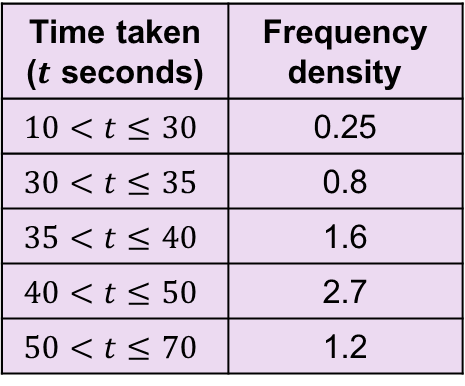 Time taken
(t seconds)
Frequency
density
10 < t ≤ 30
0.25
30 < t ≤ 35
0.8
35 < t ≤ 40
1.6
40 < t ≤ 50
2.7
50 < t ≤ 70
1.2